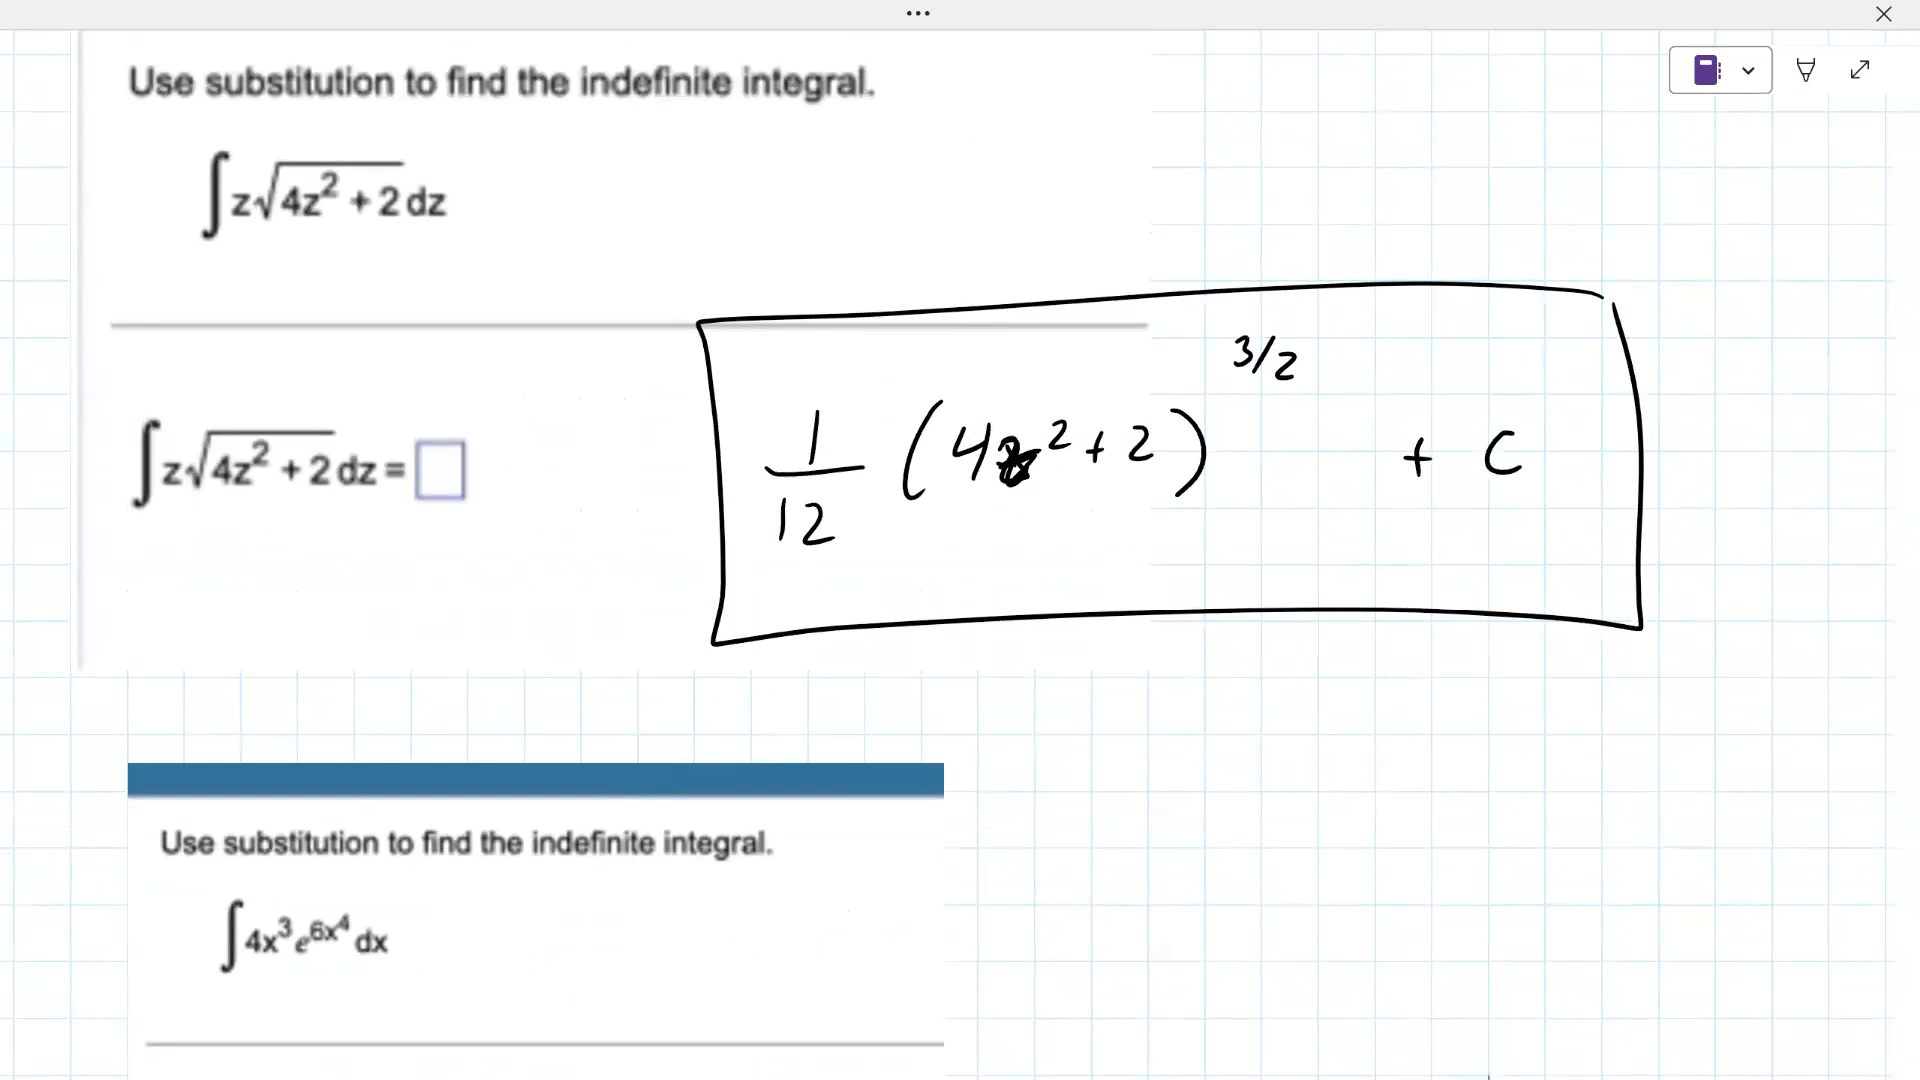 Use substitution to find the indefinite integral.
∫z√(4z² + 2) dz
∫z√(4z² + 2) dz =
1/12 (4z² + 2)^3/2 + C
Use substitution to find the indefinite integral.
∫4x³e^6x⁴ dx